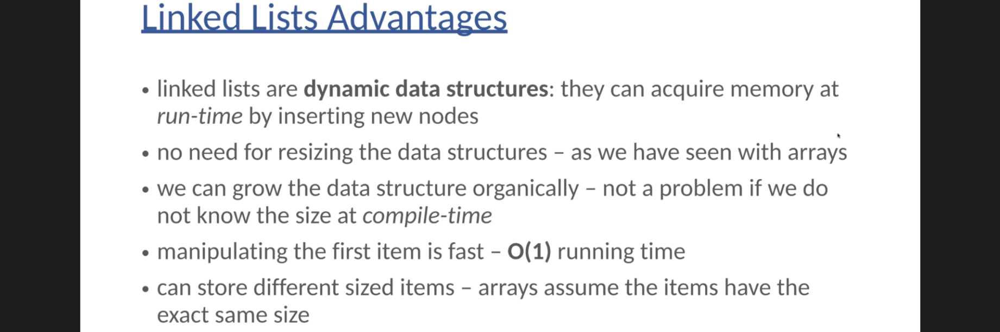 Linked Lists Advantages
• linked lists are dynamic data structures: they can acquire memory at
run-time by inserting new nodes
• no need for resizing the data structures – as we have seen with arrays
• we can grow the data structure organically – not a problem if we do
not know the size at compile-time
• manipulating the first item is fast – O(1) running time
• can store different sized items – arrays assume the items have the
exact same size